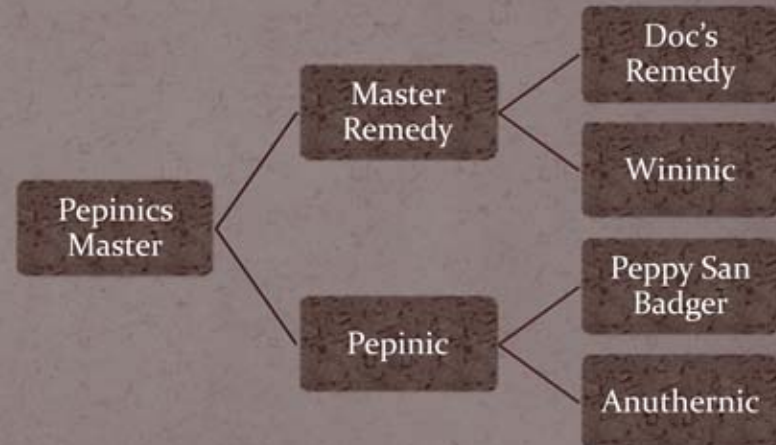 Doc's
Remedy
Master
Remedy
Wininic
Pepinics
Master
Peppy San
Badger
Pepinic
Anuthernic